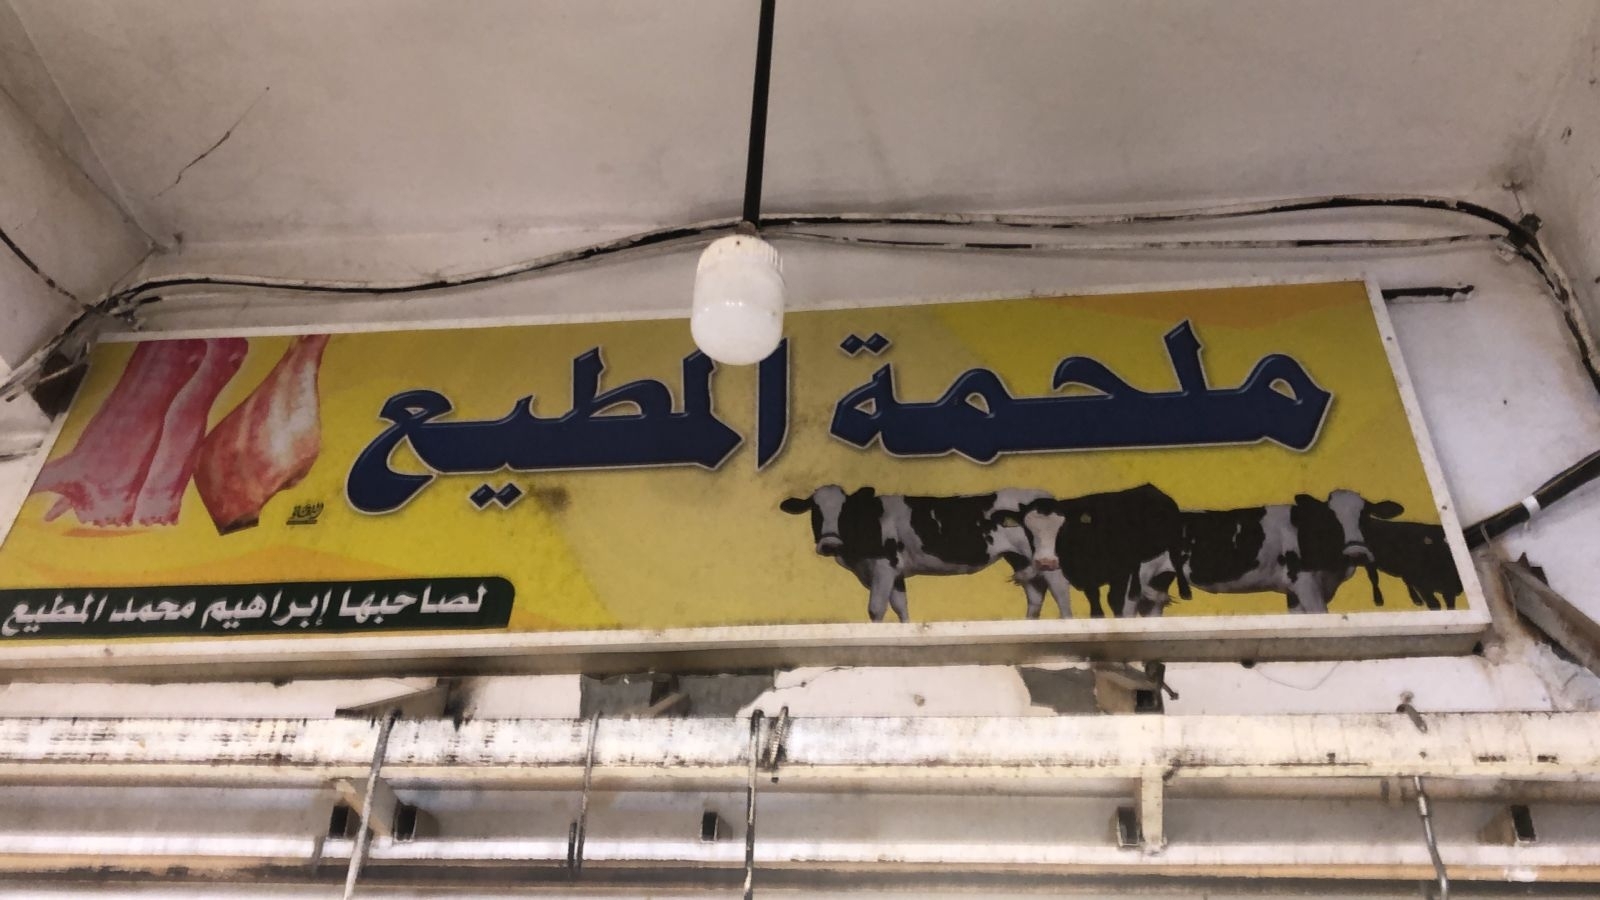 ملحمة المطيع
لصاحبها إبراهيم محمد المطيع